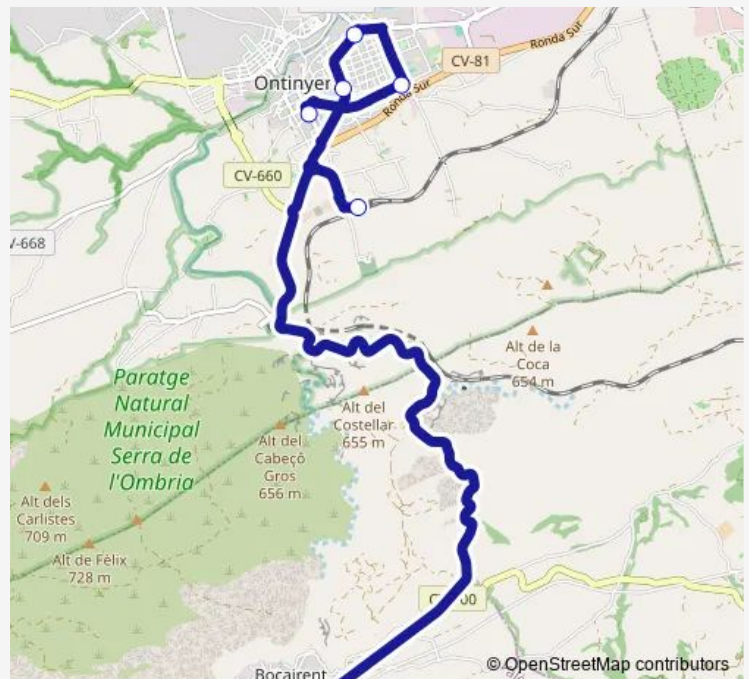 Ronda Sur
CV-81
Ontinyer
Ronda Sur
CV-660
V-668
Alt de la
Coca
654 m
Paratge
Natural
Municipal
Serra de
l'Ombria
Alt del
Costellar
655 m
Alt del
Cabeçó
Gros
656 m
Alt dels
Carlistes
709 m
Alt de Fèlix
728 m
Bocairent
© OpenStreetMap contributors